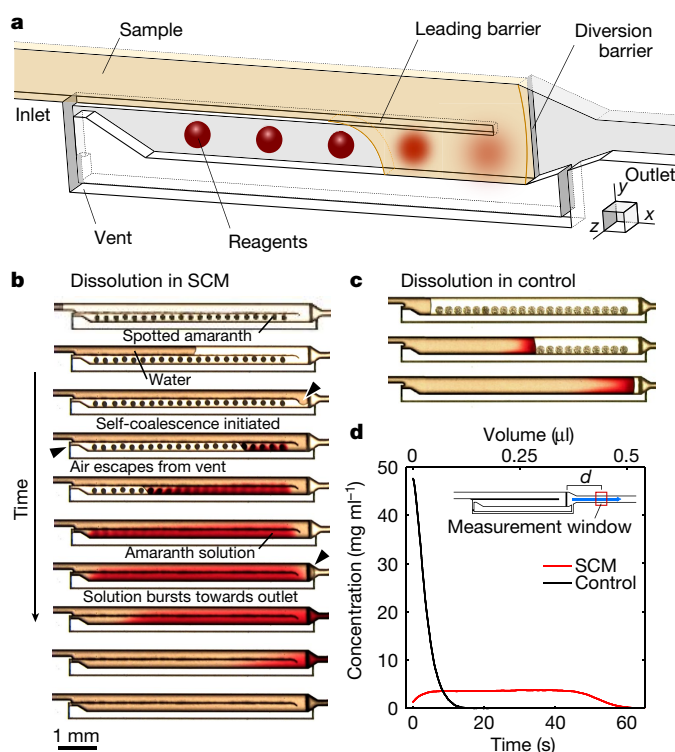 a
Sample
Leading barrier
Diversion
barrier
Inlet
Outlet
Vent
Reagents
y
z
x
b Dissolution in SCM
Spotted amaranth
Water
Self-coalescence initiated
Air escapes from vent
Time
Amaranth solution
Solution bursts towards outlet
1 mm
c Dissolution in control
d
Volume (μl)
0 0.25 0.5
d
Measurement window
SCM
Control
Concentration (mg ml−1)
50
40
30
20
10
0
0 20 40 60
Time (s)